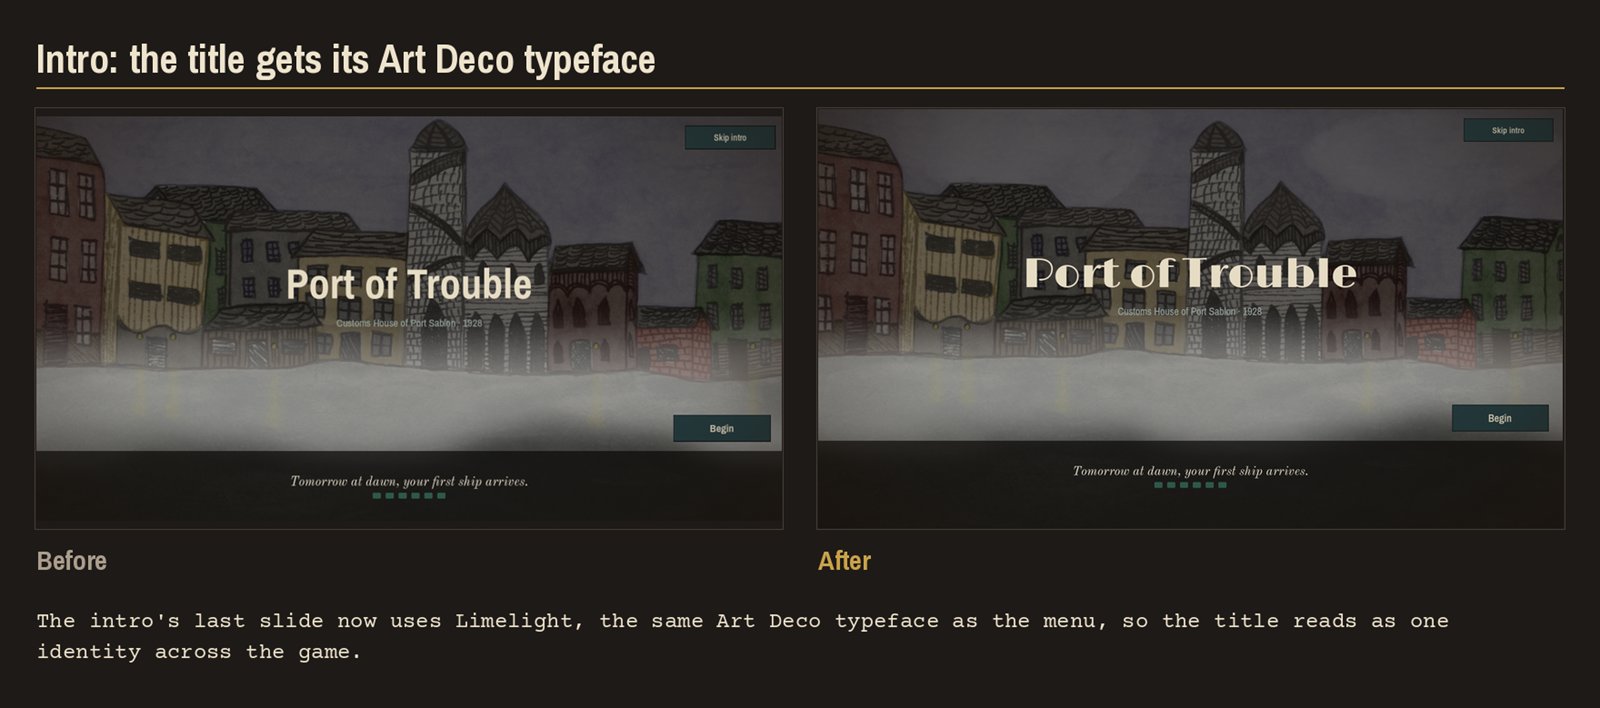 Intro: the title gets its Art Deco typeface
Skip intro
Port of Trouble
Customs House of Port Sablon · 1928
Begin
Tomorrow at dawn, your first ship arrives.
Before
Skip intro
Port of Trouble
Customs House of Port Sablon · 1928
Begin
Tomorrow at dawn, your first ship arrives.
After
The intro's last slide now uses Limelight, the same Art Deco typeface as the menu, so the title reads as one
identity across the game.